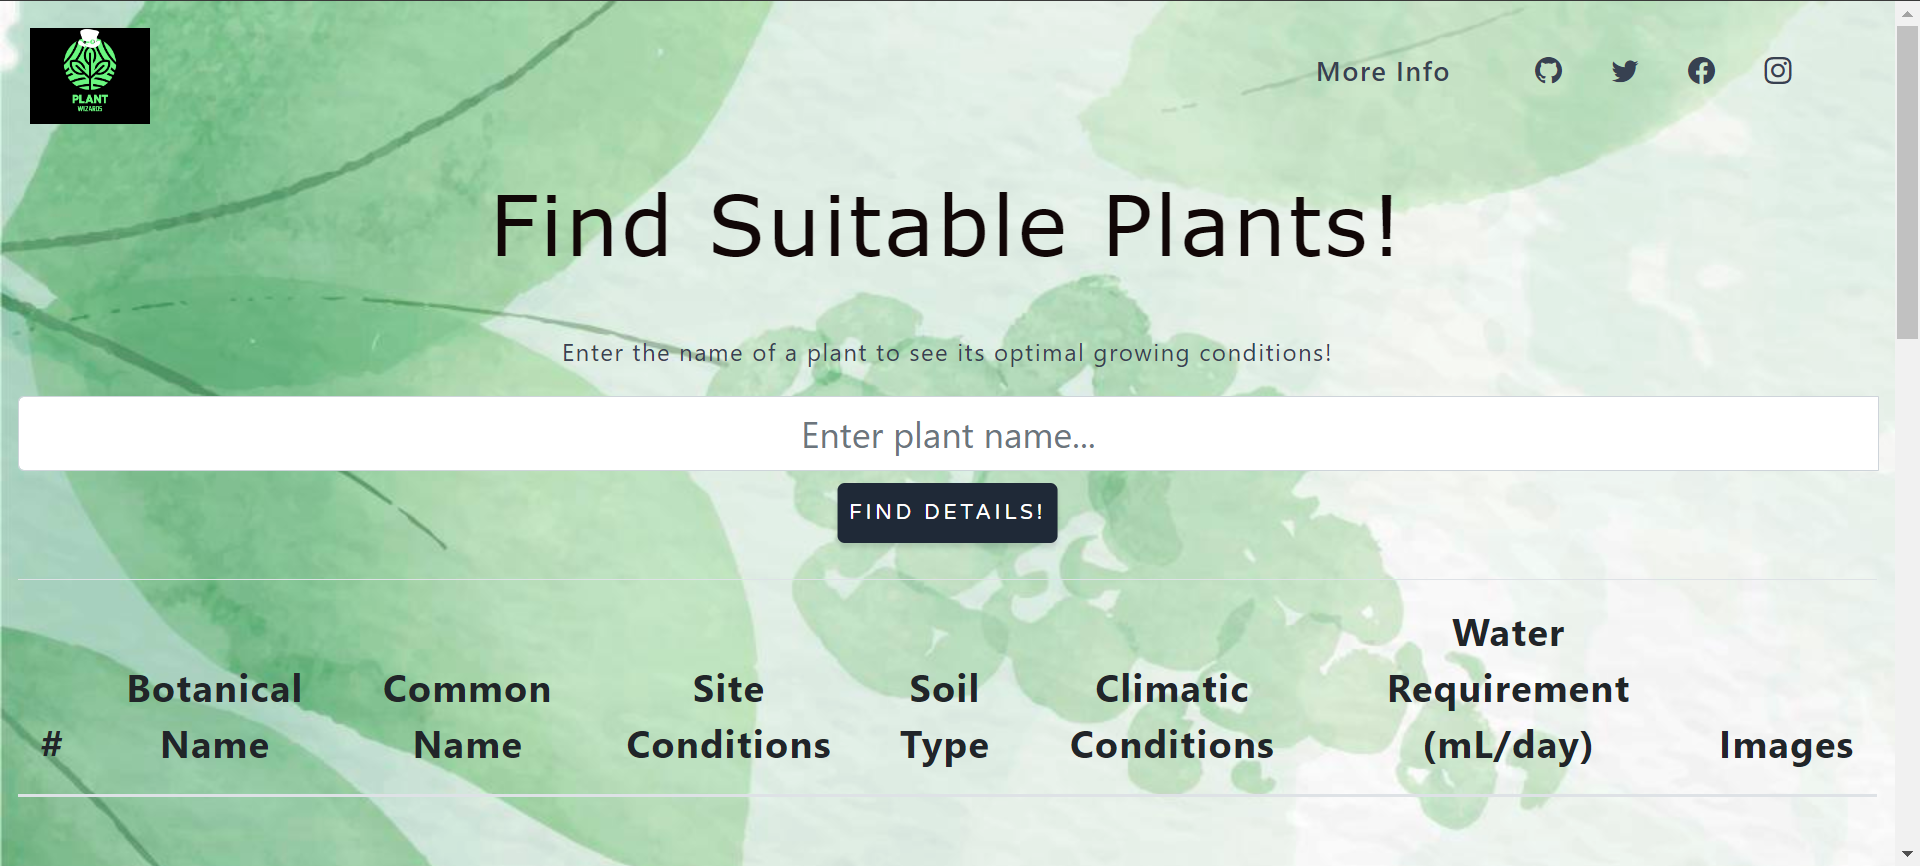 PLANT
WIZARDS
More Info
Find Suitable Plants!
Enter the name of a plant to see its optimal growing conditions!
Enter plant name...
FIND DETAILS!
#
Botanical
Name
Common
Name
Site
Conditions
Soil
Type
Climatic
Conditions
Water
Requirement
(mL/day)
Images